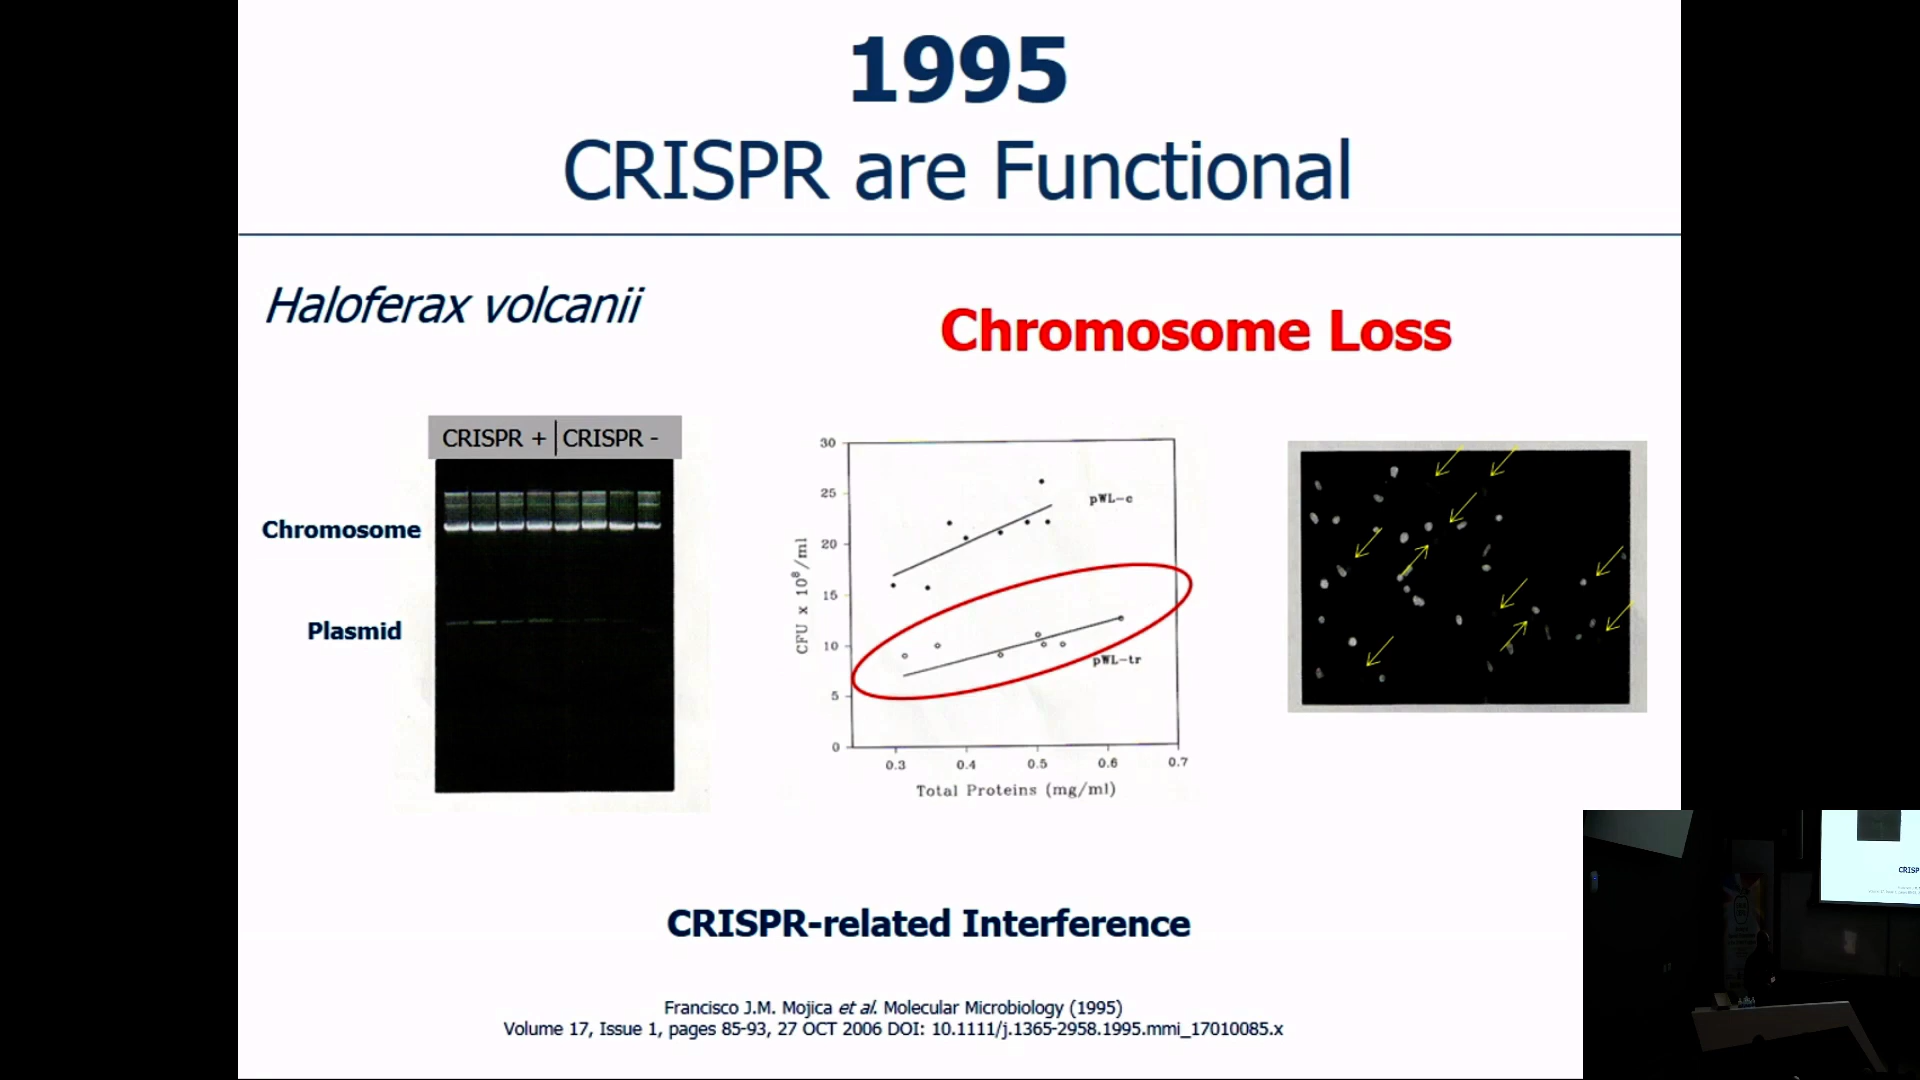 1995
CRISPR are Functional
Haloferax volcanii
Chromosome Loss
CRISPR + CRISPR -
Chromosome
Plasmid
30
25
20
15
10
5
0
CFU x 10⁸/ml
pWL-c
pWL-tr
0.3 0.4 0.5 0.6 0.7
Total Proteins (mg/ml)
CRISPR-related Interference
Francisco J.M. Mojica et al. Molecular Microbiology (1995)
Volume 17, Issue 1, pages 85-93, 27 OCT 2006 DOI: 10.1111/j.1365-2958.1995.mmi_17010085.x
CRISP